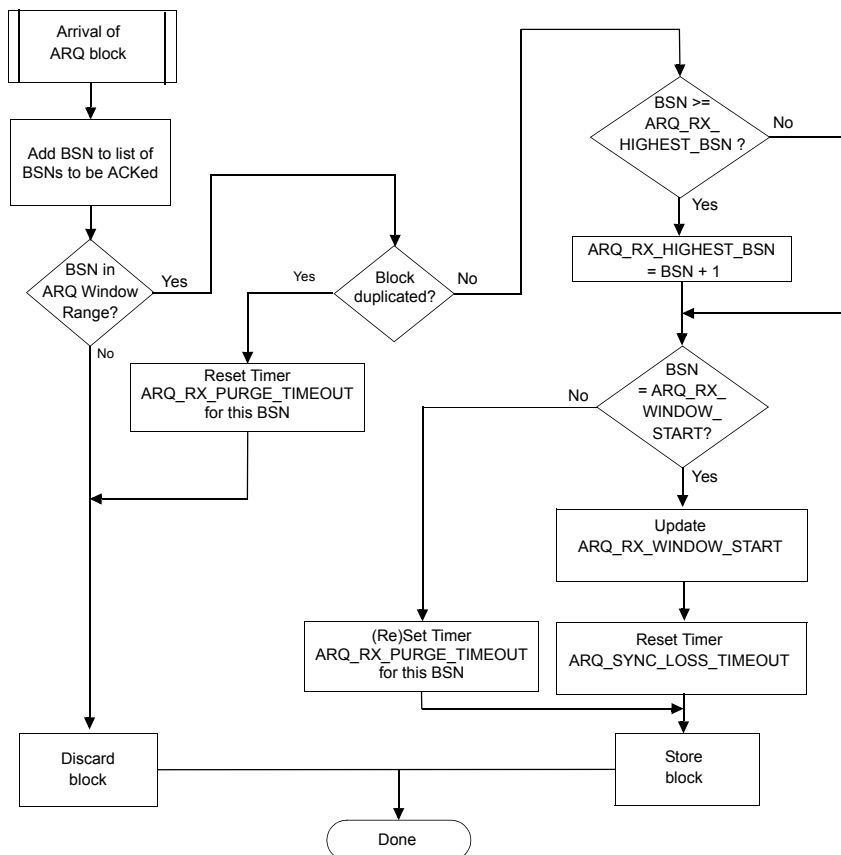 Arrival of
ARQ block
Add BSN to list of
BSNs to be ACKed
BSN in
ARQ Window
Range?
Yes
No
Block
duplicated?
Yes
No
Reset Timer
ARQ_RX_PURGE_TIMEOUT
for this BSN
BSN >=
ARQ_RX_
HIGHEST_BSN ?
No
Yes
ARQ_RX_HIGHEST_BSN
= BSN + 1
BSN
= ARQ_RX_
WINDOW_
START?
No
Yes
Update
ARQ_RX_WINDOW_START
(Re)Set Timer
ARQ_RX_PURGE_TIMEOUT
for this BSN
Reset Timer
ARQ_SYNC_LOSS_TIMEOUT
Discard
block
Store
block
Done